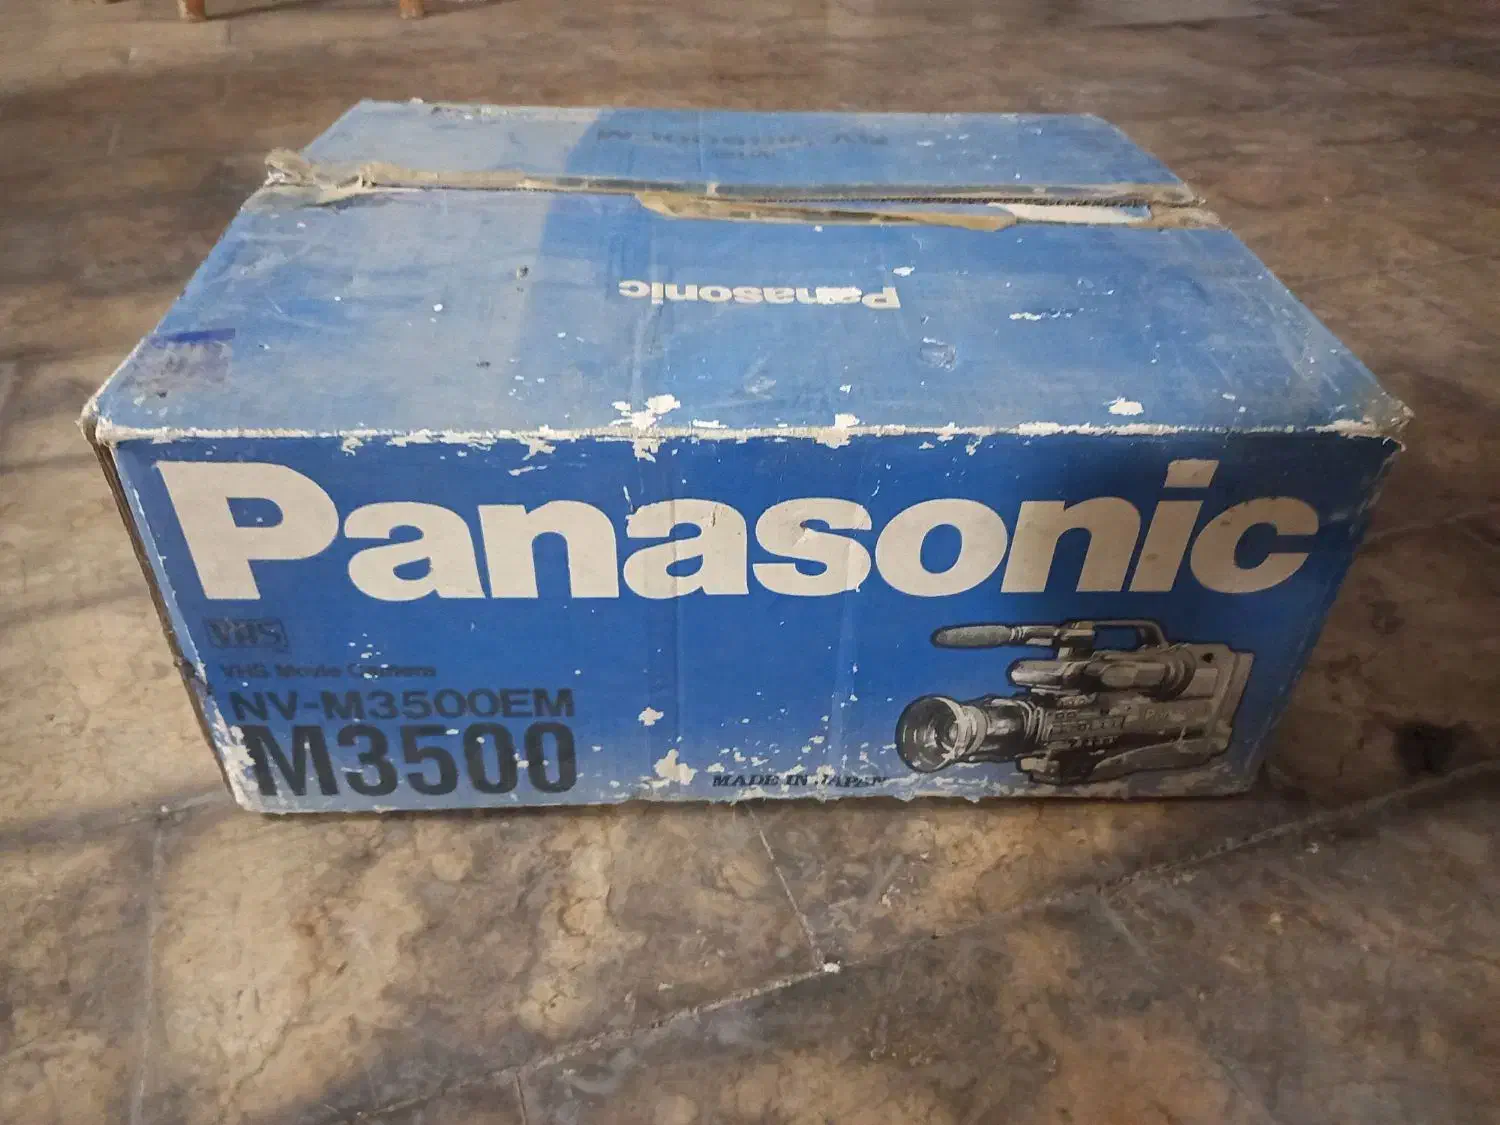 Panasonic
Panasonic
VHS
VHS Movie Camera
NV-M3500EM
M3500
MADE IN JAPAN